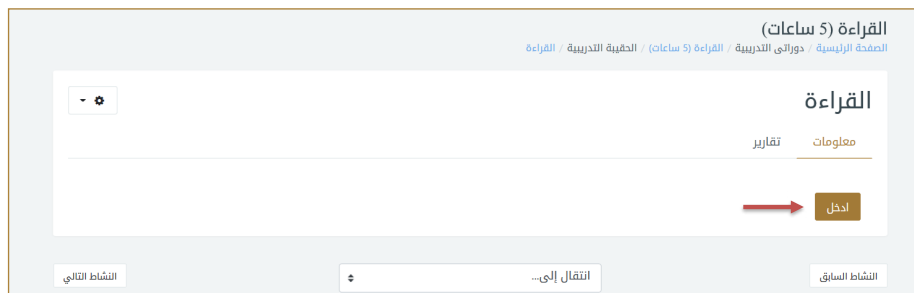 القراءة (5 ساعات)
الصفحة الرئيسية / دوراتى التدريبية / القراءة (5 ساعات) / الحقيبة التدريبية / القراءة
القراءة
معلومات تقارير
ادخل
النشاط السابق انتقال إلى... النشاط التالي